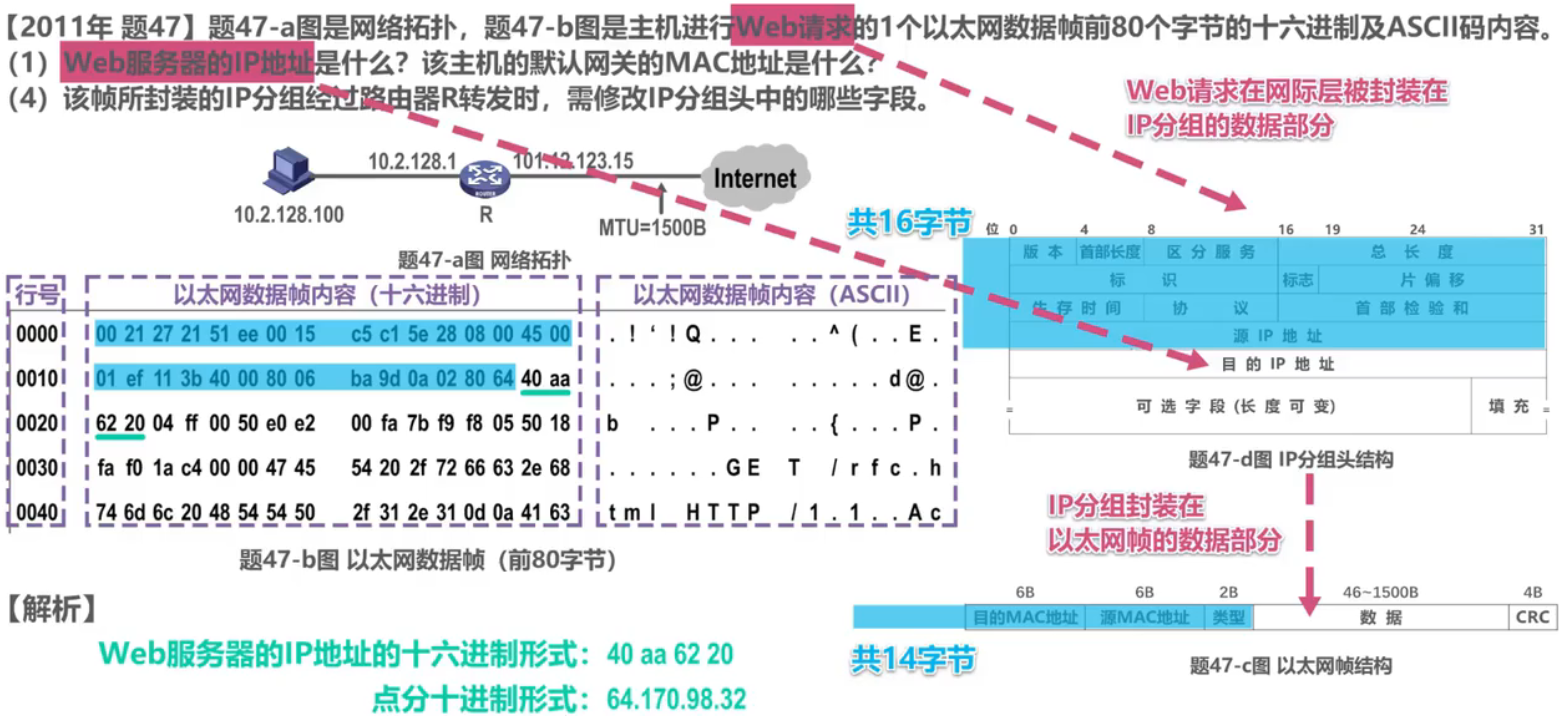 【2011年 题47】题47-a图是网络拓扑，题47-b图是主机进行Web请求的1个以太网数据帧前80个字节的十六进制及ASCII码内容。
（1）Web服务器的IP地址是什么？该主机的默认网关的MAC地址是什么？
（4）该帧所封装的IP分组经过路由器R转发时，需修改IP分组头中的哪些字段。
Web请求在网际层被封装在
IP分组的数据部分
10.2.128.1
101.12.123.15
Internet
10.2.128.100
R
MTU=1500B
题47-a图 网络拓扑
共16字节
位 0 4 8 16 19 24 31
版本 首部长度 区分服务 总长度
标识 标志 片偏移
生存时间 协议 首部检验和
源IP地址
目的IP地址
可选字段(长度可变) 填充
题47-d图 IP分组头结构
行号 以太网数据帧内容（十六进制） 以太网数据帧内容（ASCII）
0000 00 21 27 21 51 ee 00 15 c5 c1 5e 28 08 00 45 00 . ! ‘ ! Q . . . . . ^ ( . . E .
0010 01 ef 11 3b 40 00 80 06 ba 9d 0a 02 80 64 40 aa . . . ; @ . . . . . . . . d @ .
0020 62 20 04 ff 00 50 e0 e2 00 fa 7b f9 f8 05 50 18 b . . . P . . . . { . . . P .
0030 fa f0 1a c4 00 00 47 45 54 20 2f 72 66 63 2e 68 . . . . . . G E T / r f c . h
0040 74 6d 6c 20 48 54 54 50 2f 31 2e 31 0d 0a 41 63 t m l H T T P / 1 . 1 . . A c
题47-b图 以太网数据帧（前80字节）
IP分组封装在
以太网帧的数据部分
6B 6B 2B 46~1500B 4B
目的MAC地址 源MAC地址 类型 数据 CRC
共14字节
题47-c图 以太网帧结构
【解析】
Web服务器的IP地址的十六进制形式：40 aa 62 20
点分十进制形式：64.170.98.32